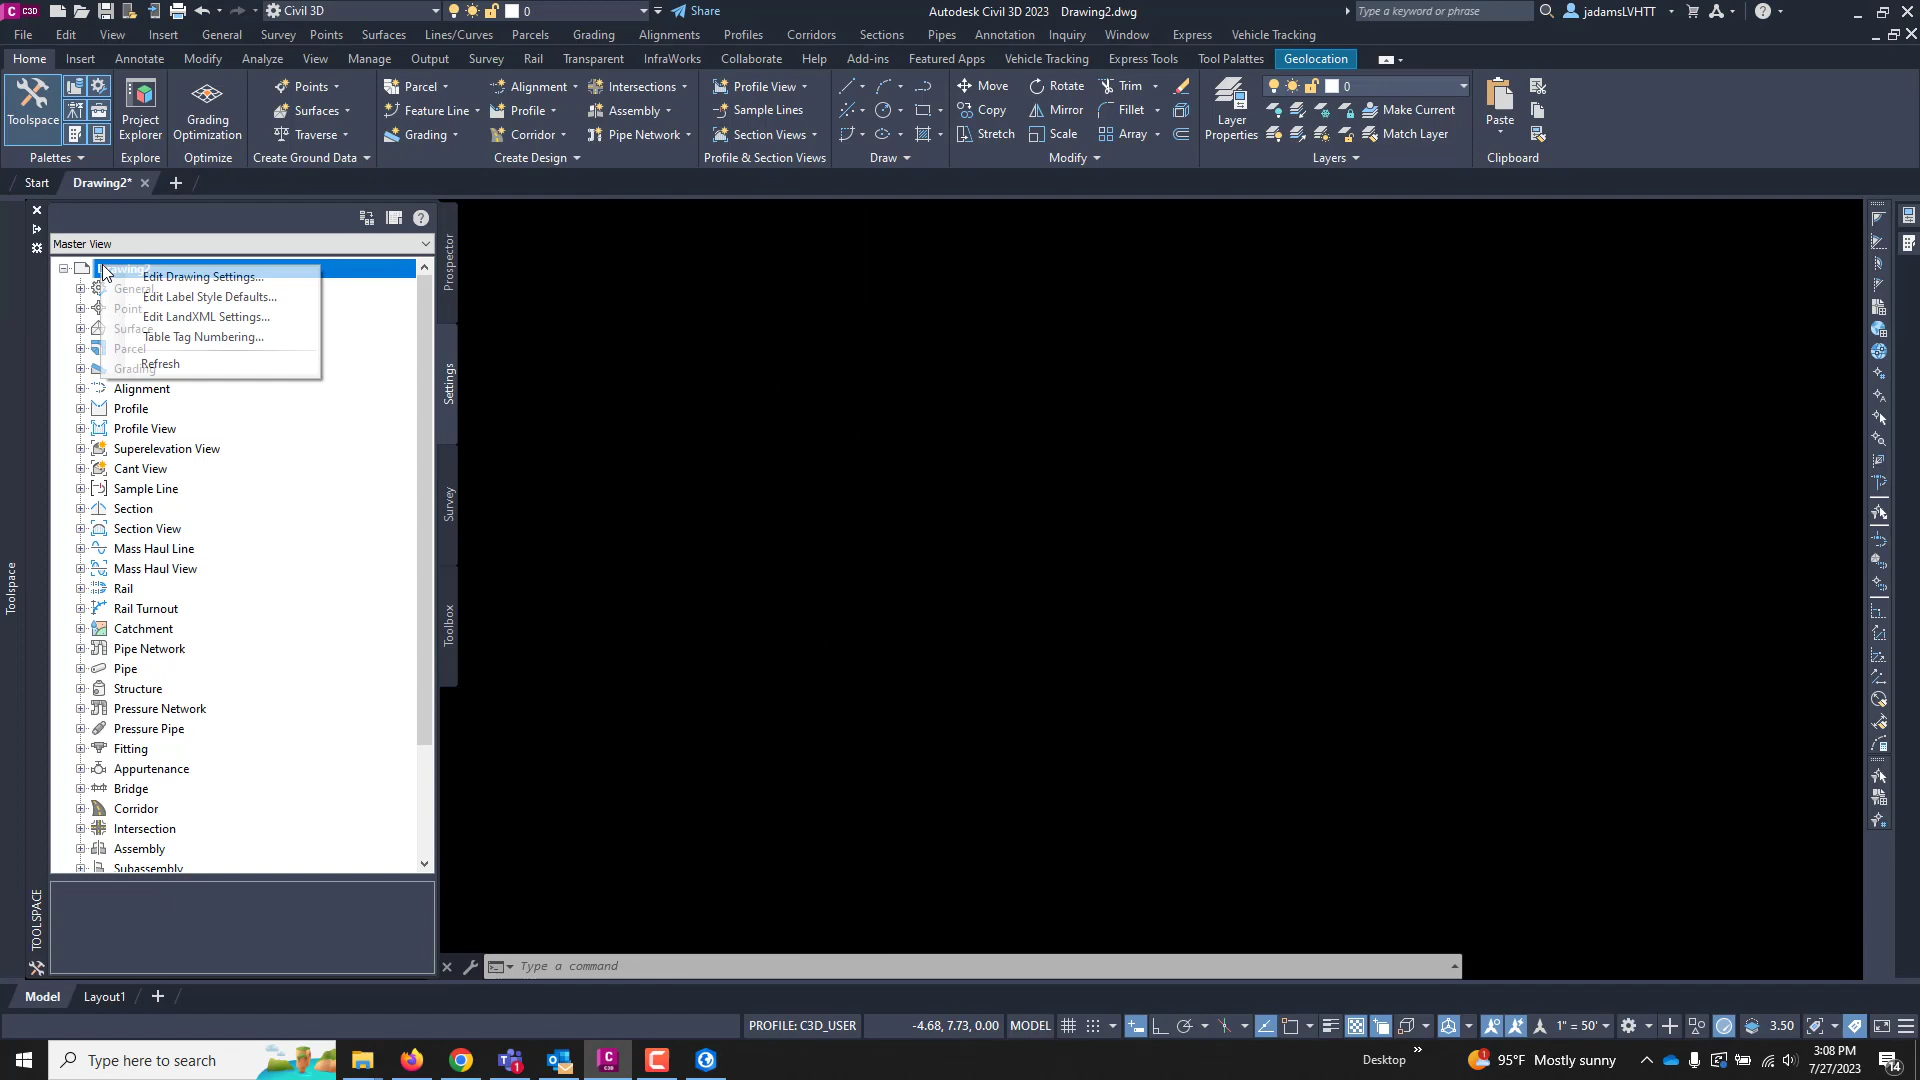 C3D Civil 3D 0 Share Autodesk Civil 3D 2023 Drawing2.dwg Type a keyword or phrase jadamsLVHTT
File Edit View Insert General Survey Points Surfaces Lines/Curves Parcels Grading Alignments Profiles Corridors Sections Pipes Annotation Inquiry Window Express Vehicle Tracking
Home Insert Annotate Modify Analyze View Manage Output Survey Rail Transparent InfraWorks Collaborate Help Add-ins Featured Apps Vehicle Tracking Express Tools Tool Palettes Geolocation
Points Parcel Alignment Intersections Profile View Move Rotate Trim 0
Toolspace Project Explorer Grading Optimization Surfaces Feature Line Profile Assembly Sample Lines Copy Mirror Fillet Layer Properties Make Current Paste
Traverse Grading Corridor Pipe Network Section Views Stretch Scale Array Match Layer
Palettes Explore Optimize Create Ground Data Create Design Profile & Section Views Draw Modify Layers Clipboard
Start Drawing2*
Master View
Drawing2
Edit Drawing Settings...
General
Edit Label Style Defaults...
Point
Edit LandXML Settings...
Surface
Table Tag Numbering...
Parcel
Refresh
Grading
Alignment
Profile
Profile View
Superelevation View
Cant View
Sample Line
Section
Section View
Mass Haul Line
Mass Haul View
Rail
Rail Turnout
Catchment
Pipe Network
Pipe
Structure
Pressure Network
Pressure Pipe
Fitting
Appurtenance
Bridge
Corridor
Intersection
Assembly
Subassembly
Prospector
Settings
Survey
Toolbox
Toolspace
TOOLSPACE
Type a command
Model Layout1
PROFILE: C3D_USER -4.68, 7.73, 0.00 MODEL 1" = 50' 3.50
Type here to search Desktop 95°F Mostly sunny 3:08 PM
7/27/2023 14